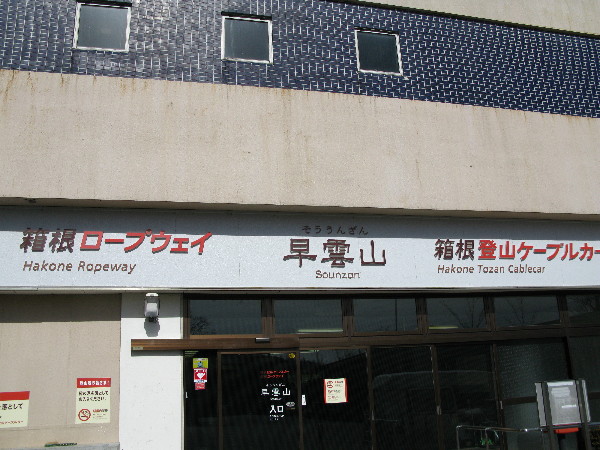 箱根ロープウェイ
Hakone Ropeway
そううんざん
早雲山
Sounzan
箱根登山ケーブルカー
Hakone Tozan Cablecar
早雲山
入口